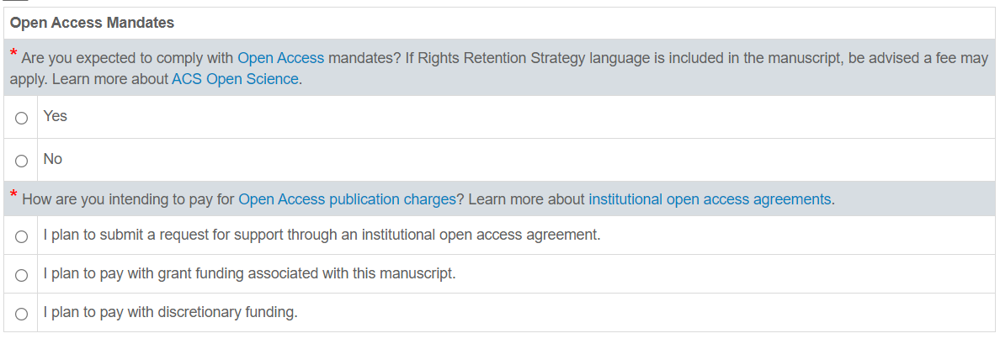 Open Access Mandates
* Are you expected to comply with Open Access mandates? If Rights Retention Strategy language is included in the manuscript, be advised a fee may
apply. Learn more about ACS Open Science.
Yes
No
* How are you intending to pay for Open Access publication charges? Learn more about institutional open access agreements.
I plan to submit a request for support through an institutional open access agreement.
I plan to pay with grant funding associated with this manuscript.
I plan to pay with discretionary funding.